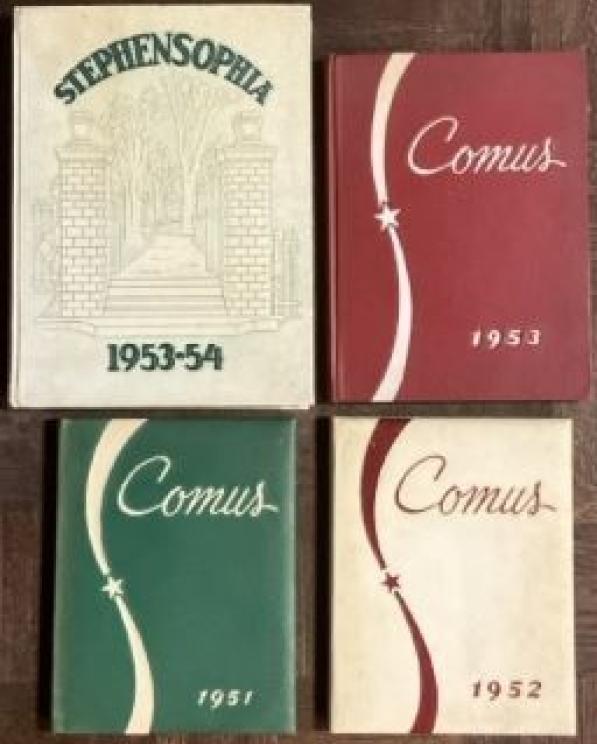 STEPHENSOPHIA
1953-54
Comus
1953
Comus
1951
Comus
1952